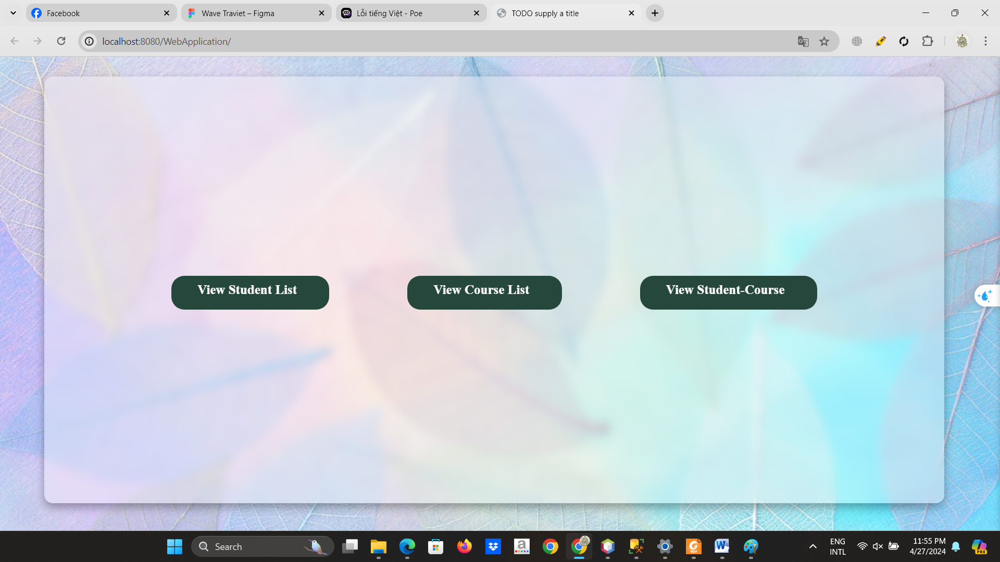 Facebook
Wave Traviet – Figma
Lỗi tiếng Việt - Poe
TODO supply a title
localhost:8080/WebApplication/
View Student List
View Course List
View Student-Course
Search
ENG
INTL
11:55 PM
4/27/2024
PRE